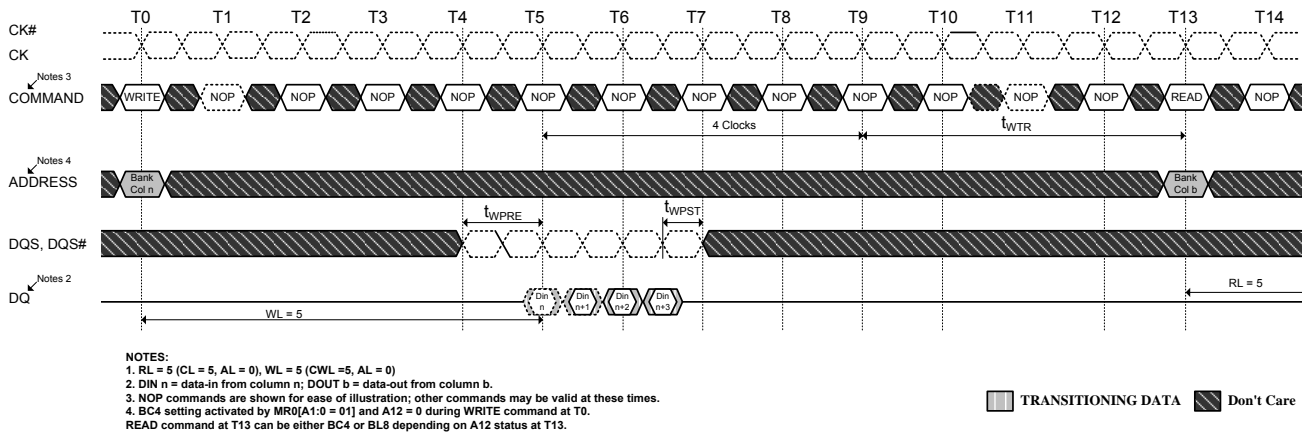 T0 T1 T2 T3 T4 T5 T6 T7 T8 T9 T10 T11 T12 T13 T14
CK#
CK
Notes 3
COMMAND
WRITE NOP NOP NOP NOP NOP NOP NOP NOP NOP NOP NOP NOP READ NOP
4 Clocks
tWTR
Notes 4
ADDRESS
Bank Col n
Bank Col b
tWPRE
tWPST
DQS, DQS#
Notes 2
DQ
Din n
Din n+1
Din n+2
Din n+3
RL = 5
WL = 5
NOTES:
1. RL = 5 (CL = 5, AL = 0), WL = 5 (CWL =5, AL = 0)
2. DIN n = data-in from column n; DOUT b = data-out from column b.
3. NOP commands are shown for ease of illustration; other commands may be valid at these times.
4. BC4 setting activated by MR0[A1:0 = 01] and A12 = 0 during WRITE command at T0.
READ command at T13 can be either BC4 or BL8 depending on A12 status at T13.
TRANSITIONING DATA
Don't Care